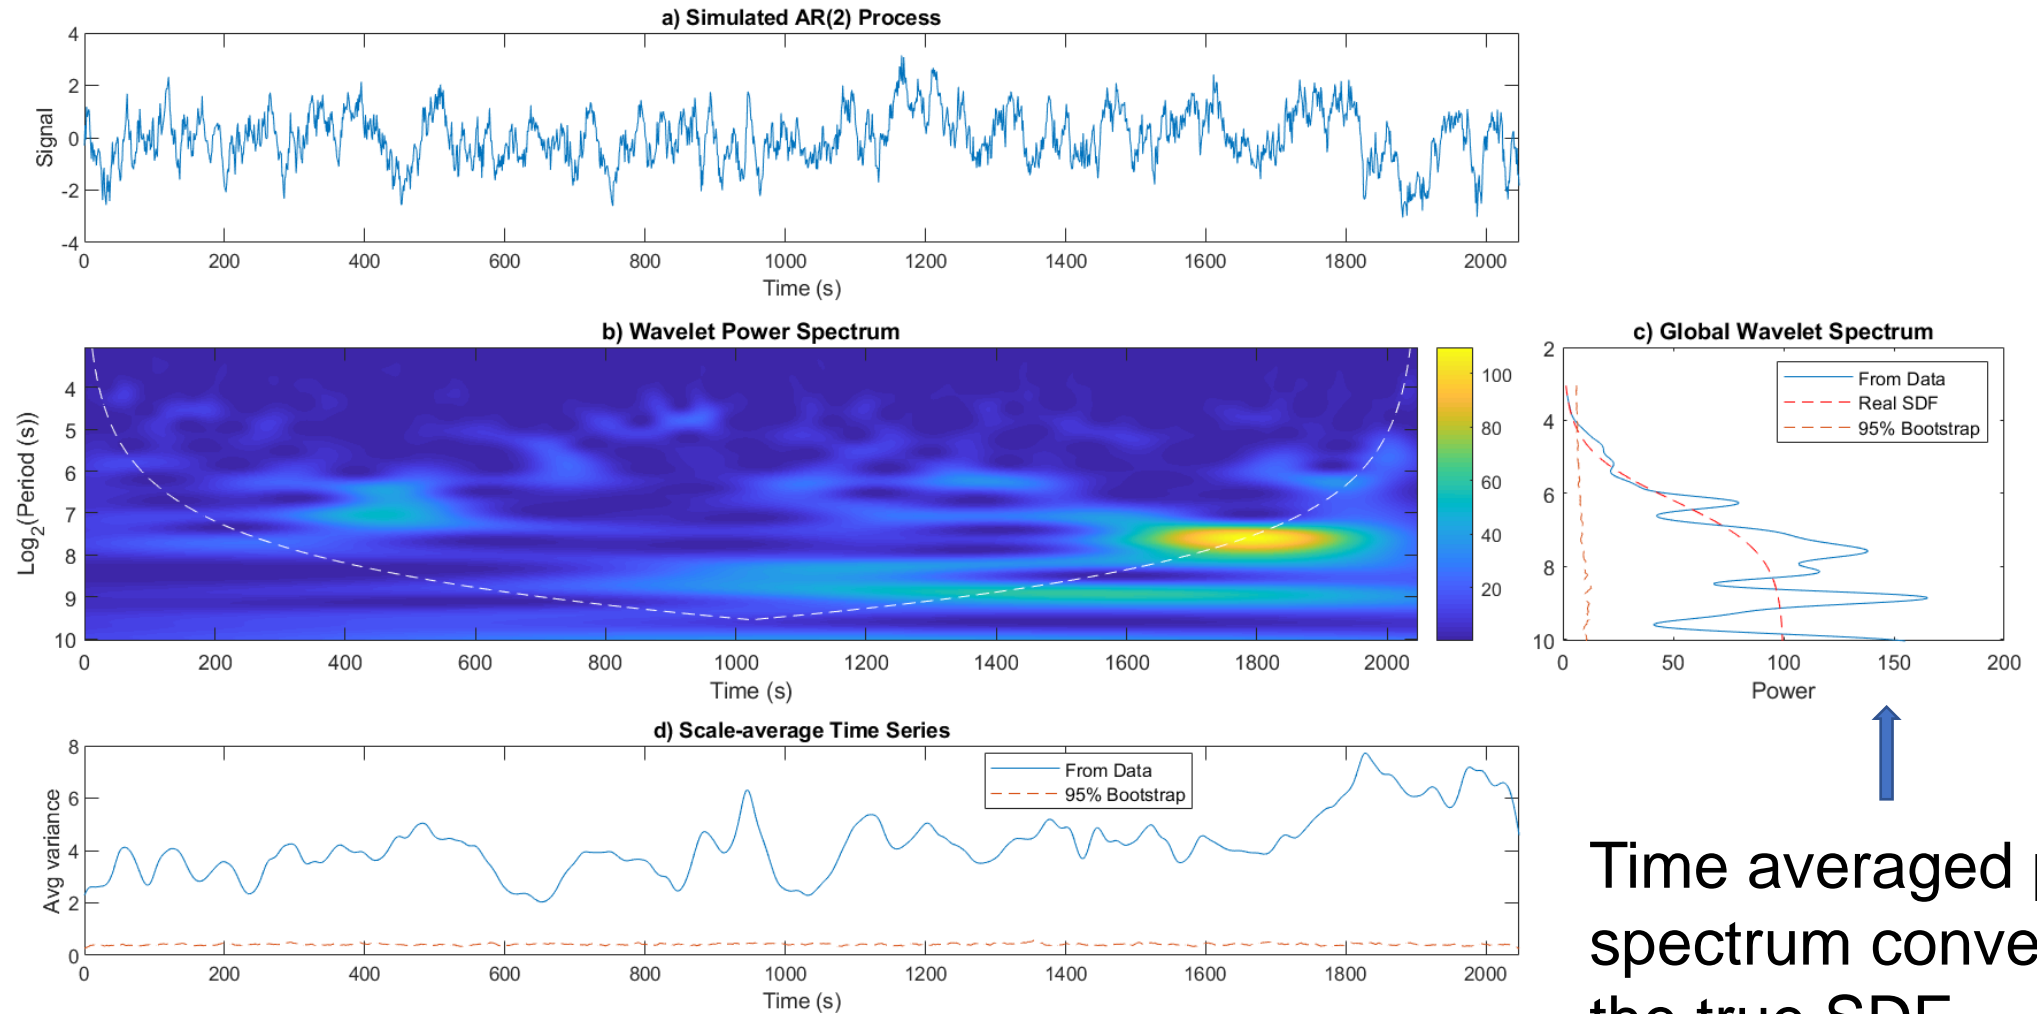 a) Simulated AR(2) Process
4
2
0
-2
-4
Signal
0 200 400 600 800 1000 1200 1400 1600 1800 2000
Time (s)
b) Wavelet Power Spectrum
4
5
6
7
8
9
10
Log2(Period (s))
0 200 400 600 800 1000 1200 1400 1600 1800 2000
Time (s)
100
80
60
40
20
c) Global Wavelet Spectrum
2
4
6
8
10
From Data
Real SDF
95% Bootstrap
0 50 100 150 200
Power
d) Scale-average Time Series
8
6
4
2
0
Avg variance
From Data
95% Bootstrap
0 200 400 600 800 1000 1200 1400 1600 1800 2000
Time (s)
Time averaged
spectrum
the true SDF